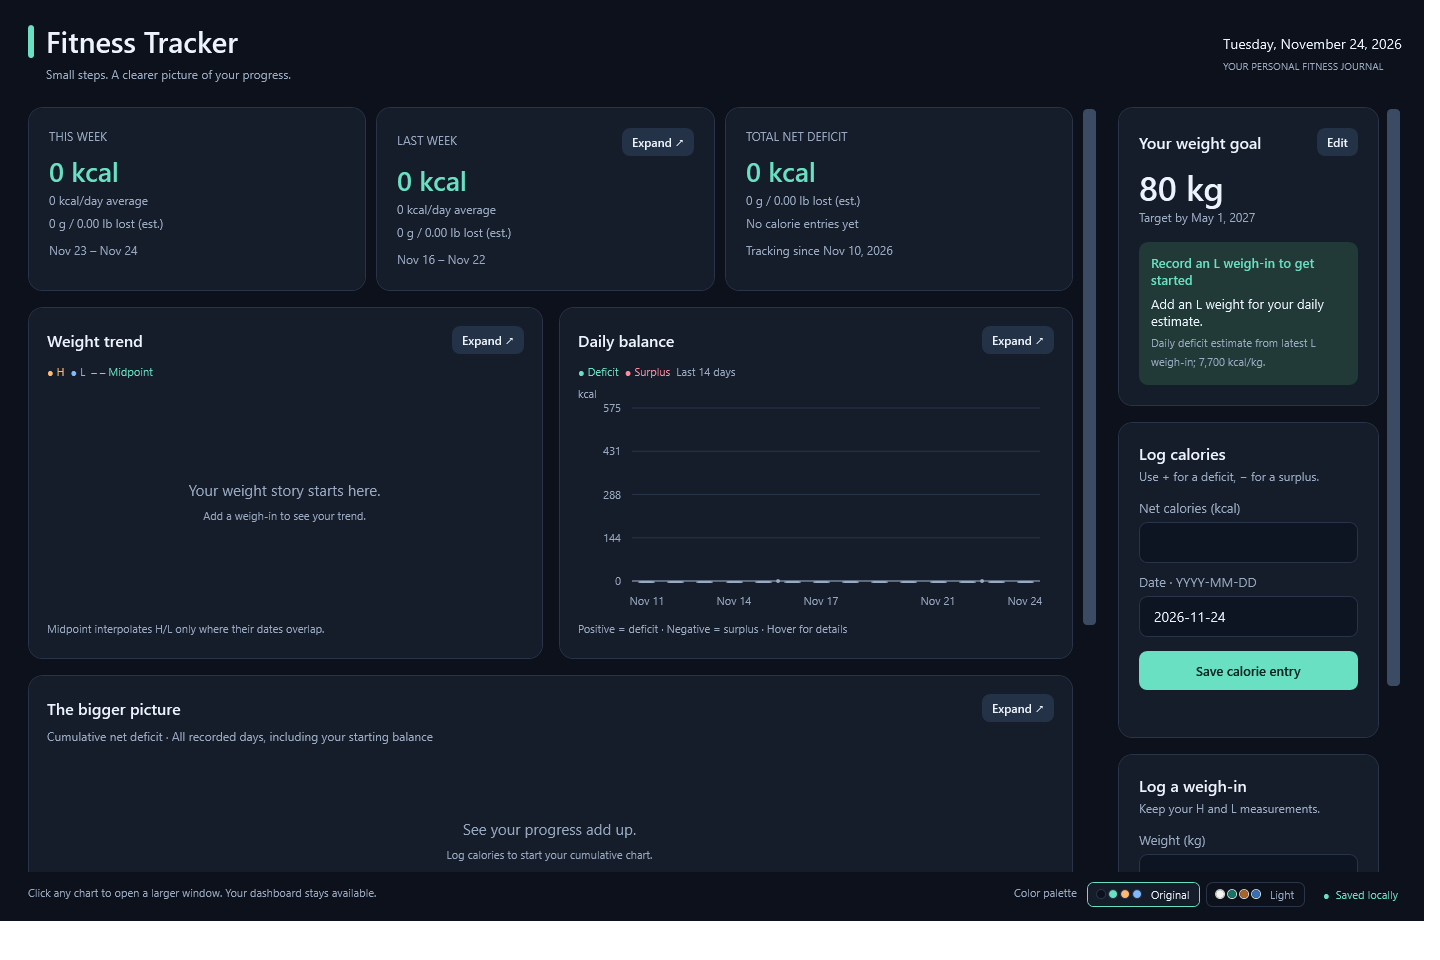 Fitness Tracker
Small steps. A clearer picture of your progress.
Tuesday, November 24, 2026
YOUR PERSONAL FITNESS JOURNAL
THIS WEEK
0 kcal
0 kcal/day average
0 g / 0.00 lb lost (est.)
Nov 23 – Nov 24
LAST WEEK
Expand ↗
0 kcal
0 kcal/day average
0 g / 0.00 lb lost (est.)
Nov 16 – Nov 22
TOTAL NET DEFICIT
0 kcal
0 g / 0.00 lb lost (est.)
No calorie entries yet
Tracking since Nov 10, 2026
Weight trend
Expand ↗
● H ● L – – Midpoint
Your weight story starts here.
Add a weigh-in to see your trend.
Midpoint interpolates H/L only where their dates overlap.
Daily balance
Expand ↗
● Deficit ● Surplus Last 14 days
kcal
575
431
288
144
0
Nov 11 Nov 14 Nov 17 Nov 21 Nov 24
Positive = deficit · Negative = surplus · Hover for details
The bigger picture
Expand ↗
Cumulative net deficit · All recorded days, including your starting balance
See your progress add up.
Log calories to start your cumulative chart.
Your weight goal
Edit
80 kg
Target by May 1, 2027
Record an L weigh-in to get
started
Add an L weight for your daily
estimate.
Daily deficit estimate from latest L
weigh-in; 7,700 kcal/kg.
Log calories
Use + for a deficit, − for a surplus.
Net calories (kcal)
Date · YYYY-MM-DD
2026-11-24
Save calorie entry
Log a weigh-in
Keep your H and L measurements.
Weight (kg)
Click any chart to open a larger window. Your dashboard stays available.
Color palette
Original
Light
● Saved locally